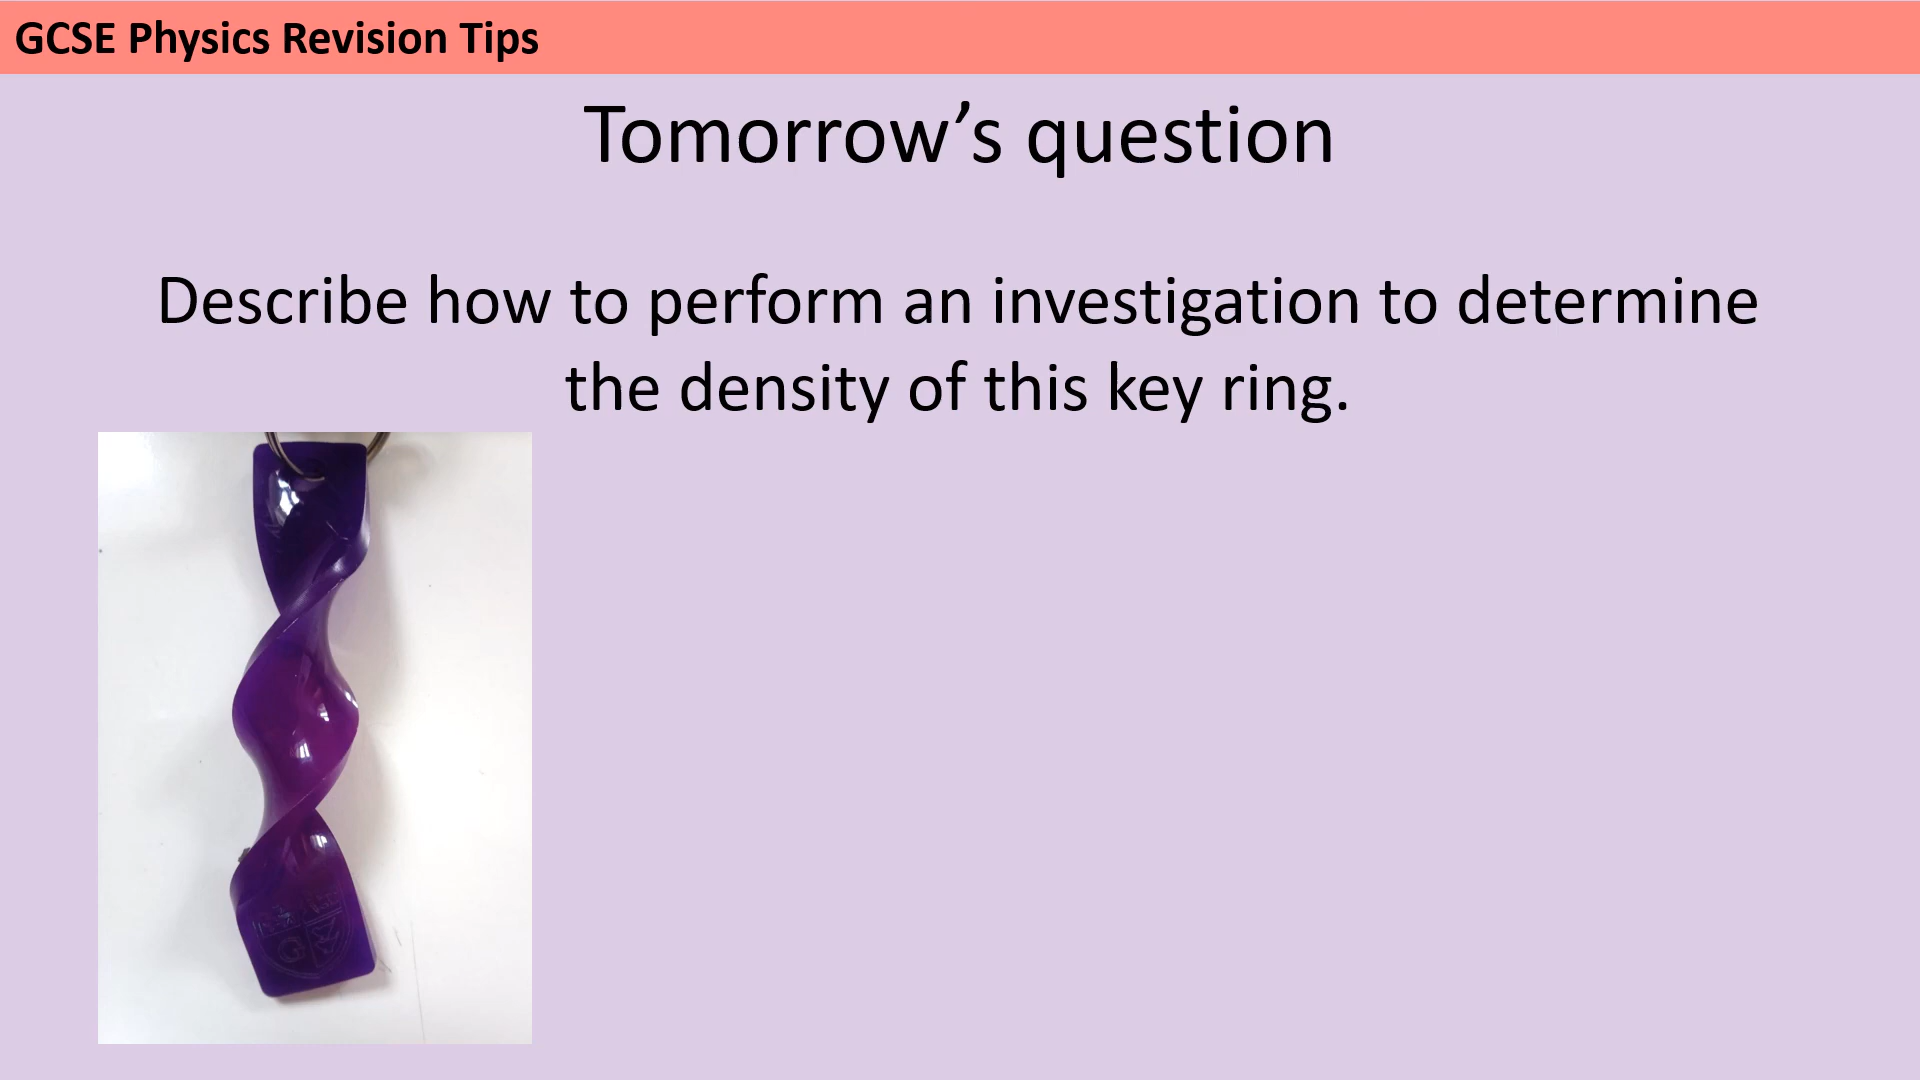 GCSE Physics Revision Tips
Tomorrow’s question
Describe how to perform an investigation to determine
the density of this key ring.